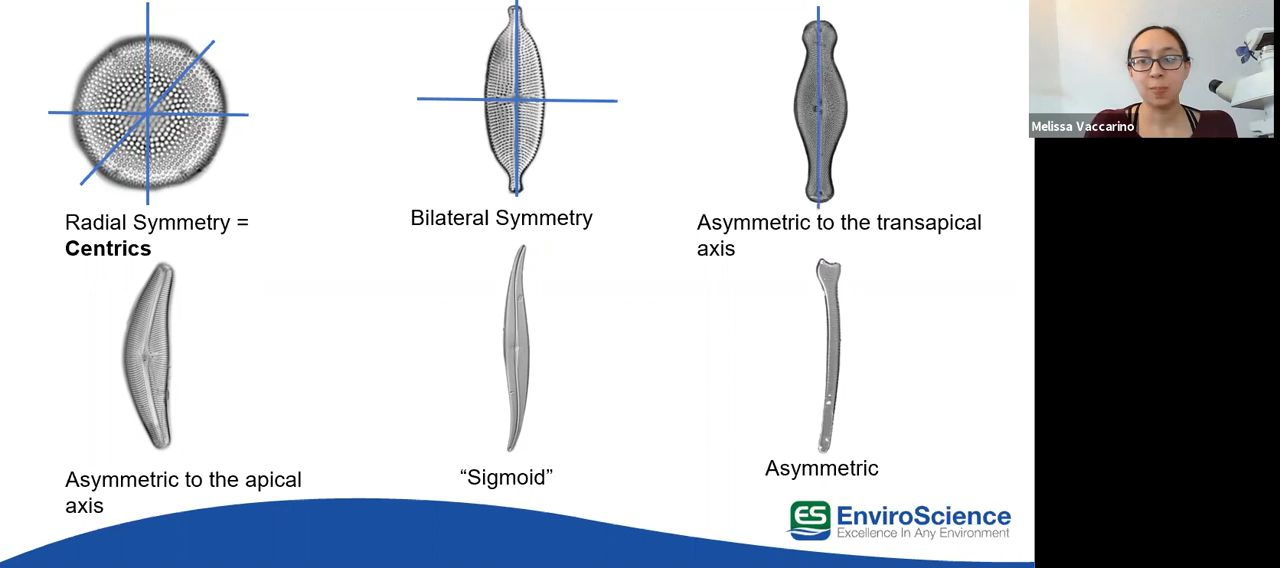 Melissa Vaccarino
Radial Symmetry =
Centrics
Bilateral Symmetry
Asymmetric to the transapical
axis
Asymmetric to the apical
axis
“Sigmoid”
Asymmetric
ES
EnviroScience
Excellence In Any Environment